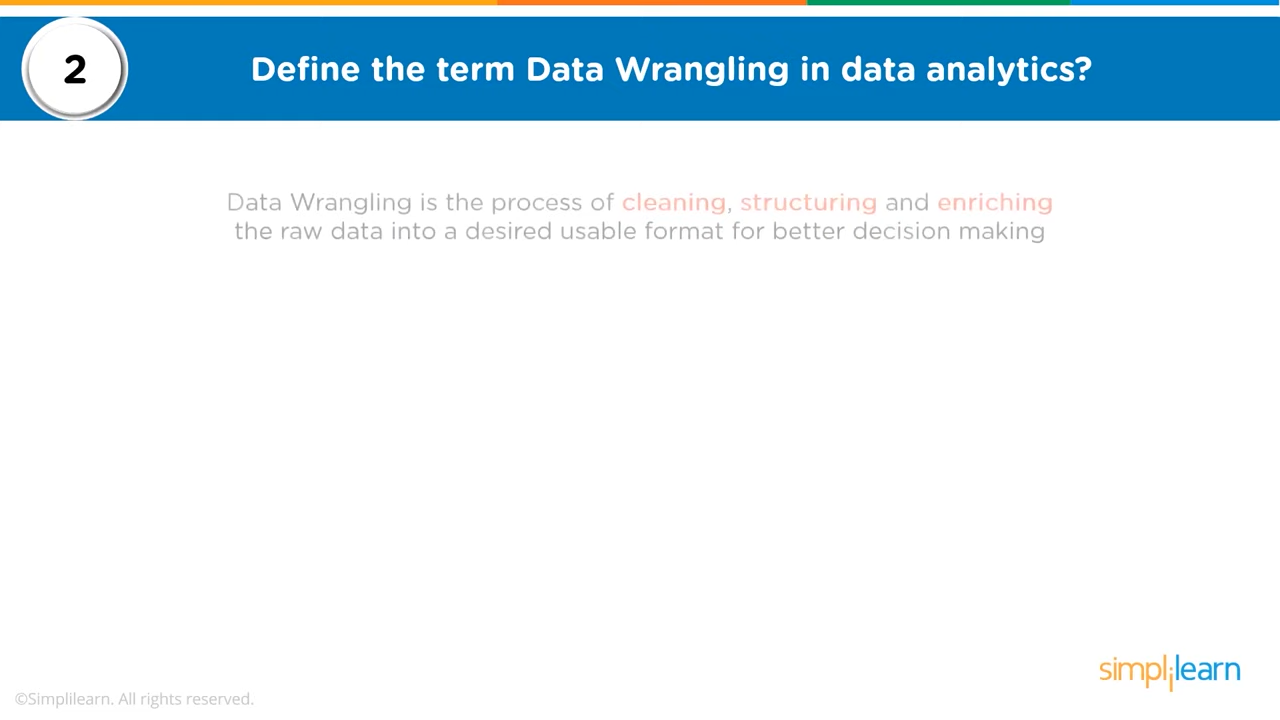 2
Define the term Data Wrangling in data analytics?
Data Wrangling is the process of cleaning, structuring and enriching
the raw data into a desired usable format for better decision making
simplilearn
©Simplilearn. All rights reserved.